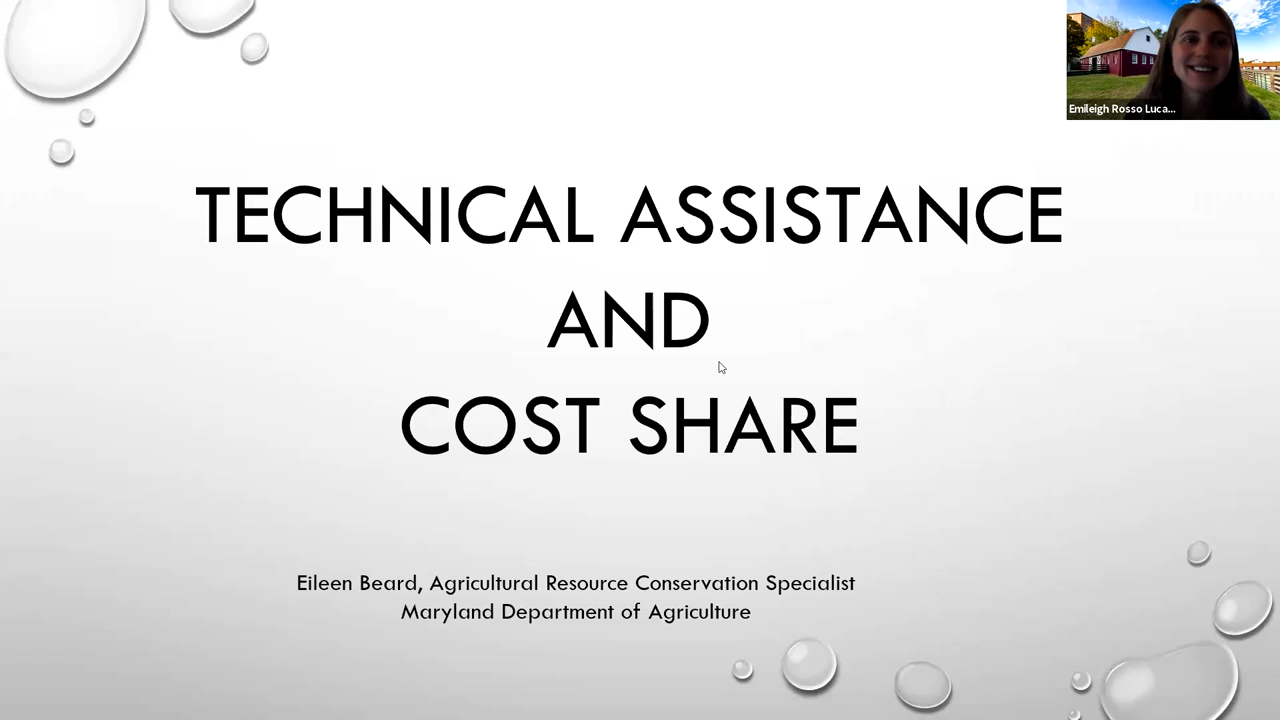 Emileigh Rosso Luca...
TECHNICAL ASSISTANCE
AND
COST SHARE
Eileen Beard, Agricultural Resource Conservation Specialist
Maryland Department of Agriculture